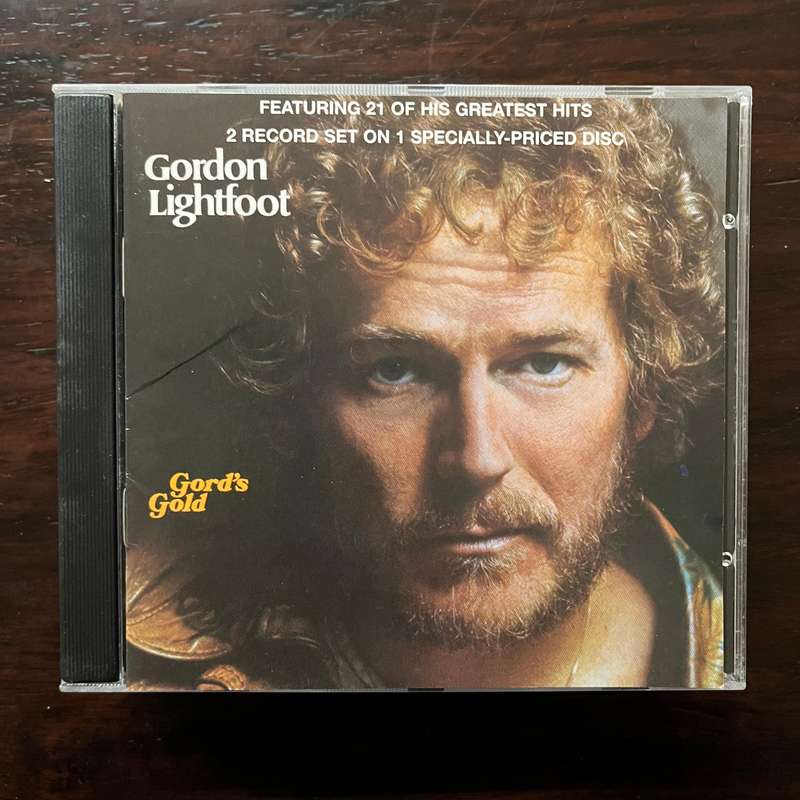 FEATURING 21 OF HIS GREATEST HITS
2 RECORD SET ON 1 SPECIALLY-PRICED DISC
Gordon
Lightfoot
Gord's
Gold